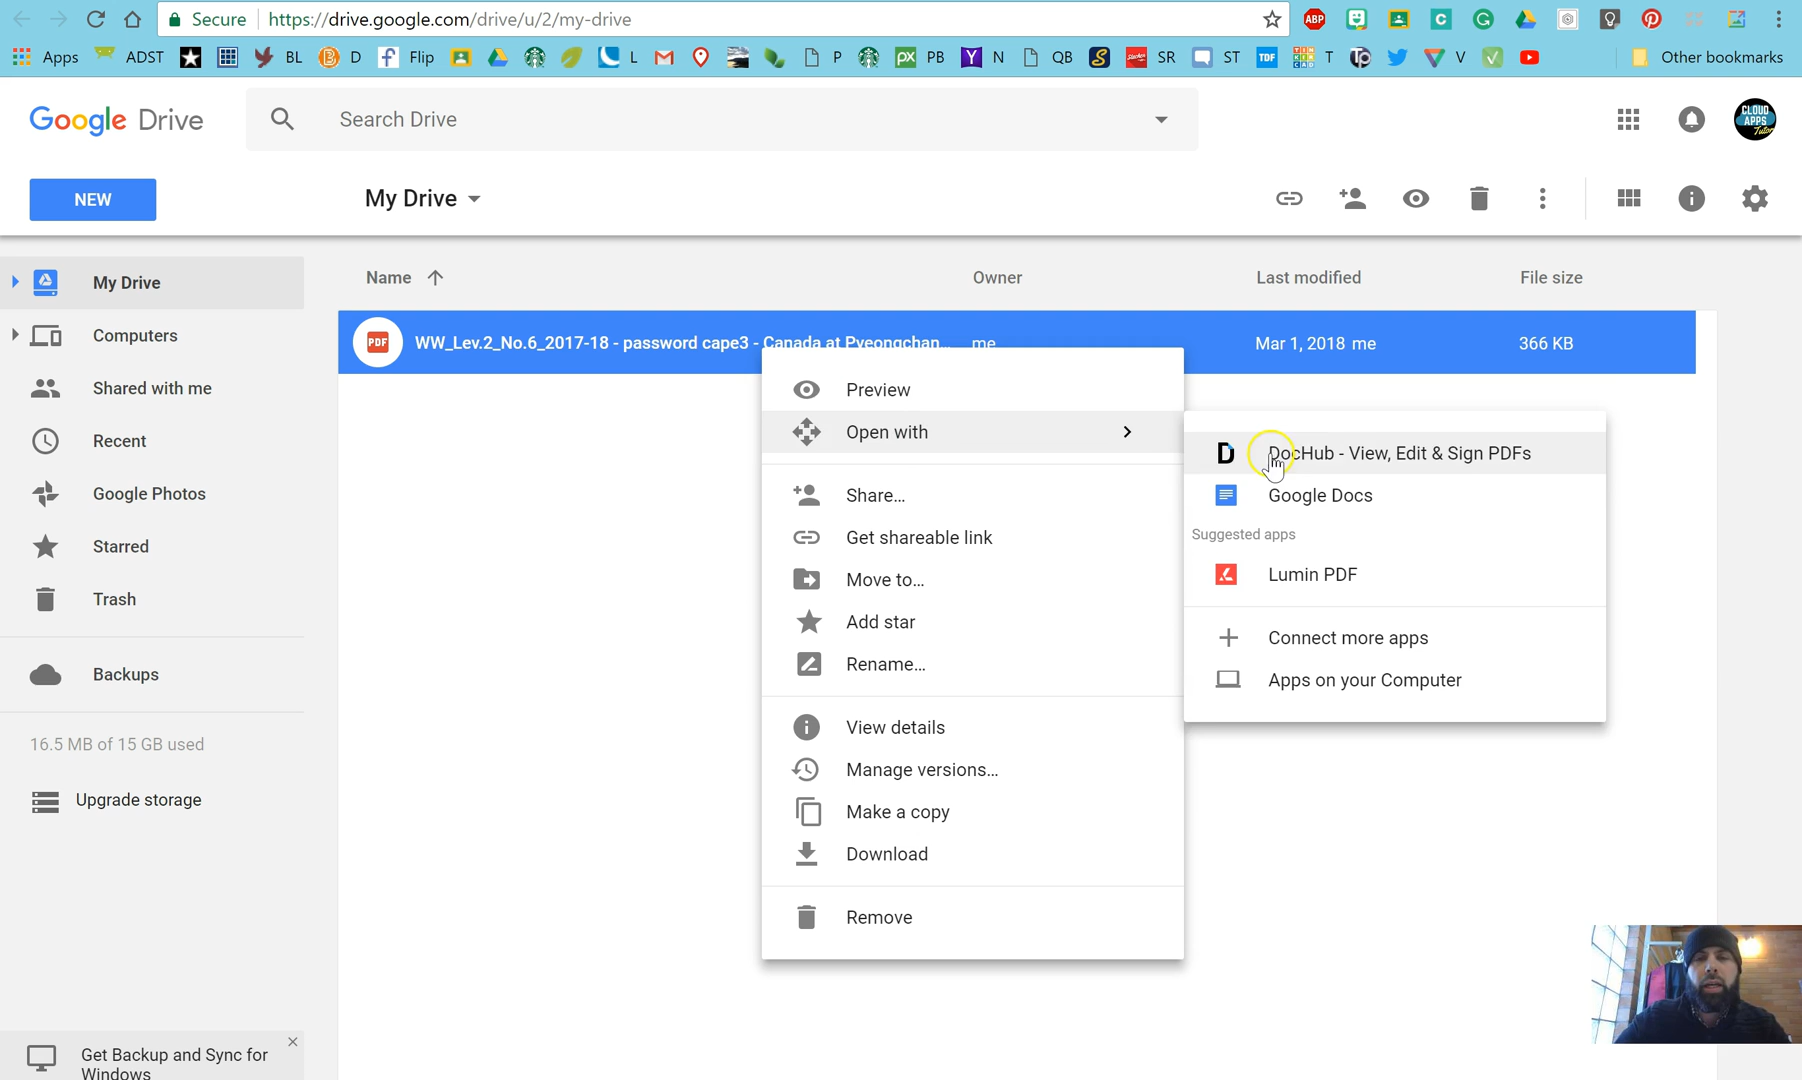 Secure https://drive.google.com/drive/u/2/my-drive ABP
Apps ADST BL D Flip L P PB N QB SR ST TDF T V Other bookmarks
Google Drive Search Drive CLOUD APPS Tutor
NEW My Drive
My Drive
Name Owner Last modified File size
PDF WW_Lev.2_No.6_2017-18 - password cape3 - Canada at Pyeongchan... me Mar 1, 2018 me 366 KB
Computers
Shared with me
Recent
Google Photos
Starred
Trash
Backups
16.5 MB of 15 GB used
Upgrade storage
Get Backup and Sync for
Windows
Preview
Open with
Share...
Get shareable link
Move to...
Add star
Rename...
View details
Manage versions...
Make a copy
Download
Remove
DocHub - View, Edit & Sign PDFs
Google Docs
Suggested apps
Lumin PDF
Connect more apps
Apps on your Computer